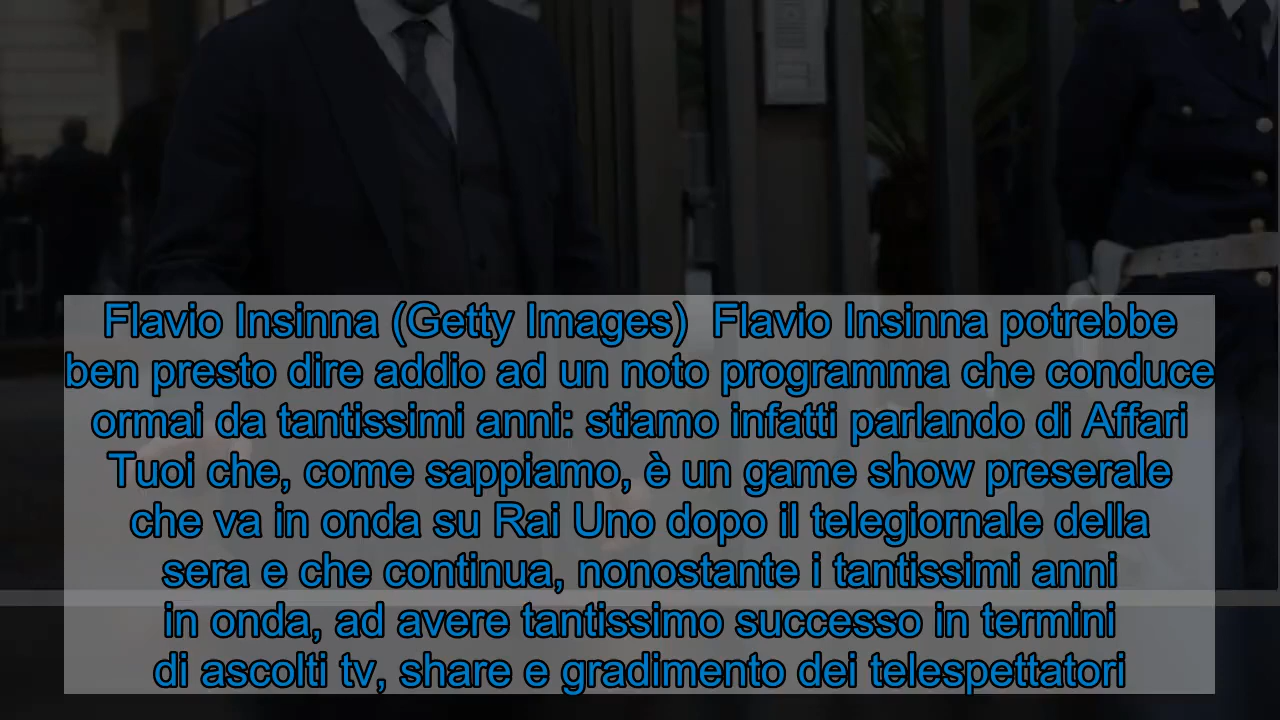 Flavio Insinna (Getty Images)  Flavio Insinna potrebbe
ben presto dire addio ad un noto programma che conduce
ormai da tantissimi anni: stiamo infatti parlando di Affari
Tuoi che, come sappiamo, è un game show preserale
che va in onda su Rai Uno dopo il telegiornale della
sera e che continua, nonostante i tantissimi anni
in onda, ad avere tantissimo successo in termini
di ascolti tv, share e gradimento dei telespettatori